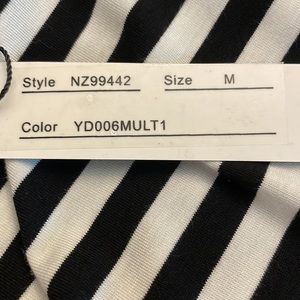 Style NZ99442 Size M
Color YD006MULT1